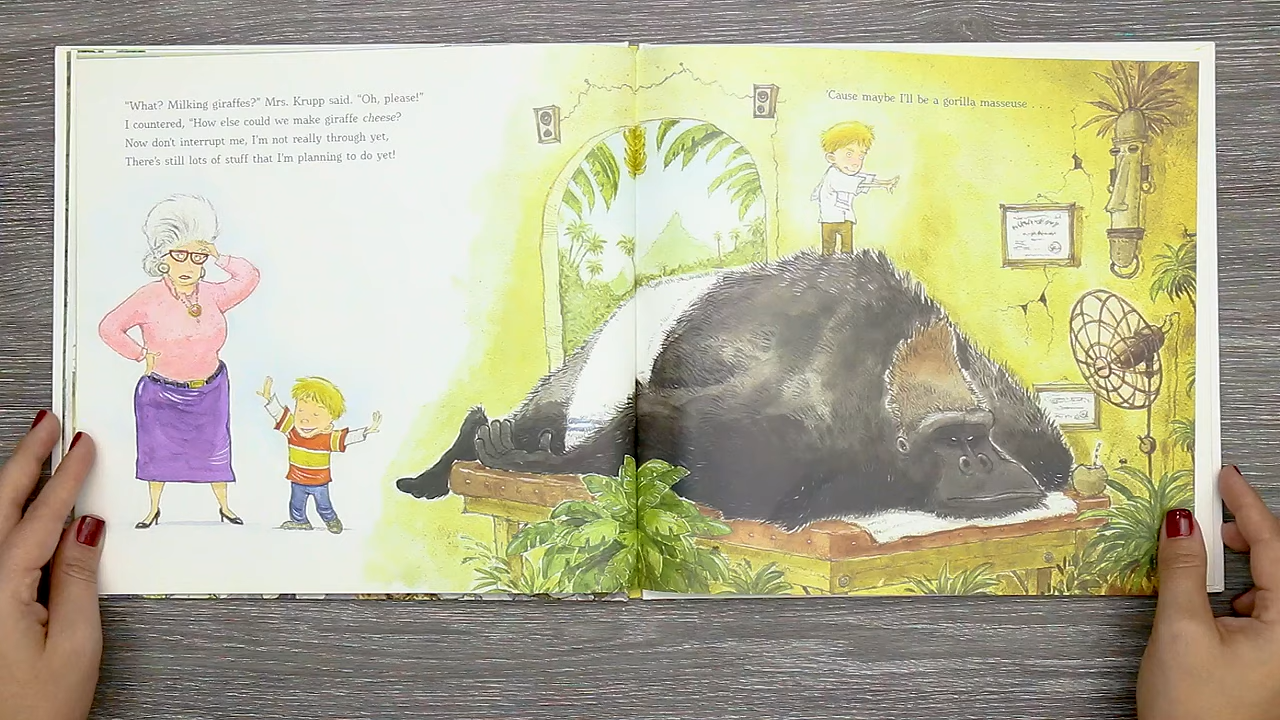 "What? Milking giraffes?" Mrs. Krupp said. "Oh, please!"
I countered, "How else could we make giraffe cheese?
Now don't interrupt me, I'm not really through yet,
There's still lots of stuff that I'm planning to do yet!
'Cause maybe I'll be a gorilla masseuse . . .